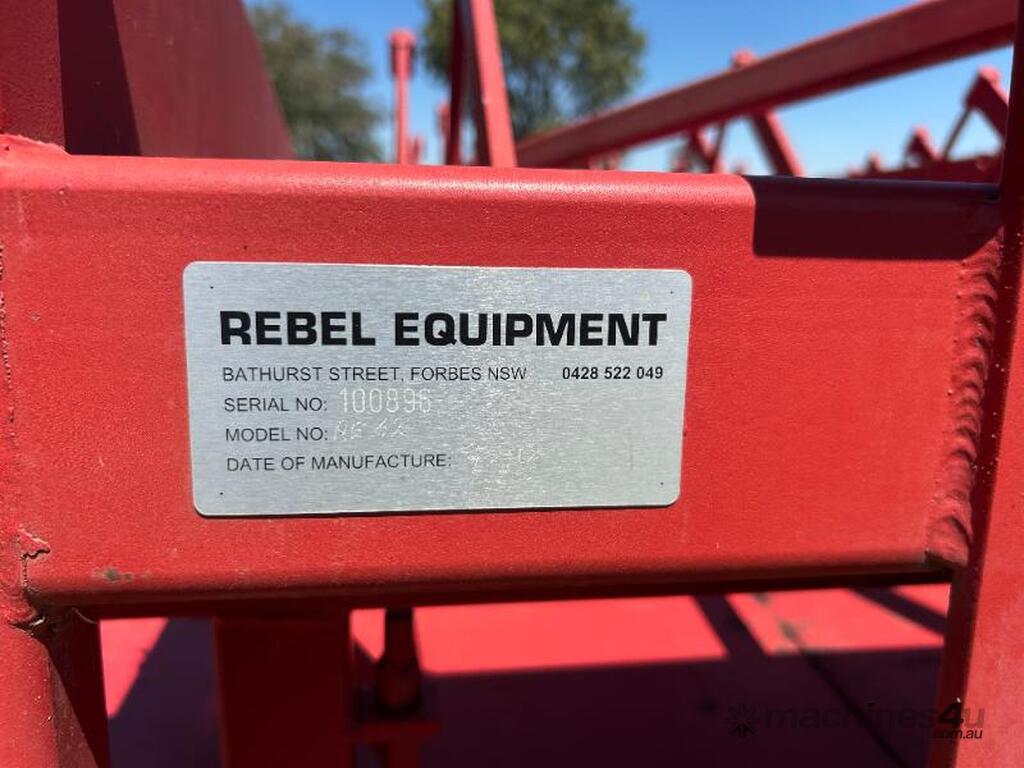 REBEL EQUIPMENT
BATHURST STREET, FORBES NSW 0428 522 049
SERIAL NO: 100896
MODEL NO:
DATE OF MANUFACTURE:
machines4u
.com.au